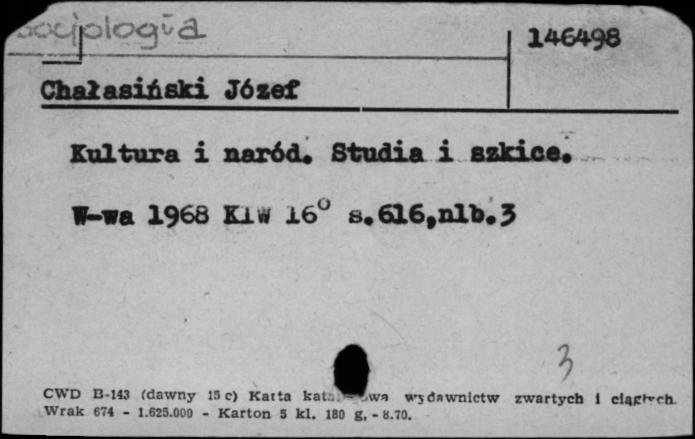 socjologia
146498
Chałasiński Józef
Kultura i naród. Studia i szkice.
W-wa 1968 KiW 16° s.616,nlb.3
3
CWD B-143 (dawny 15 c) Karta wydawnictw zwartych i ciągłych.
Wrak 674 - 1.625.000 - Karton 5 kl. 180 g, - 8.70.